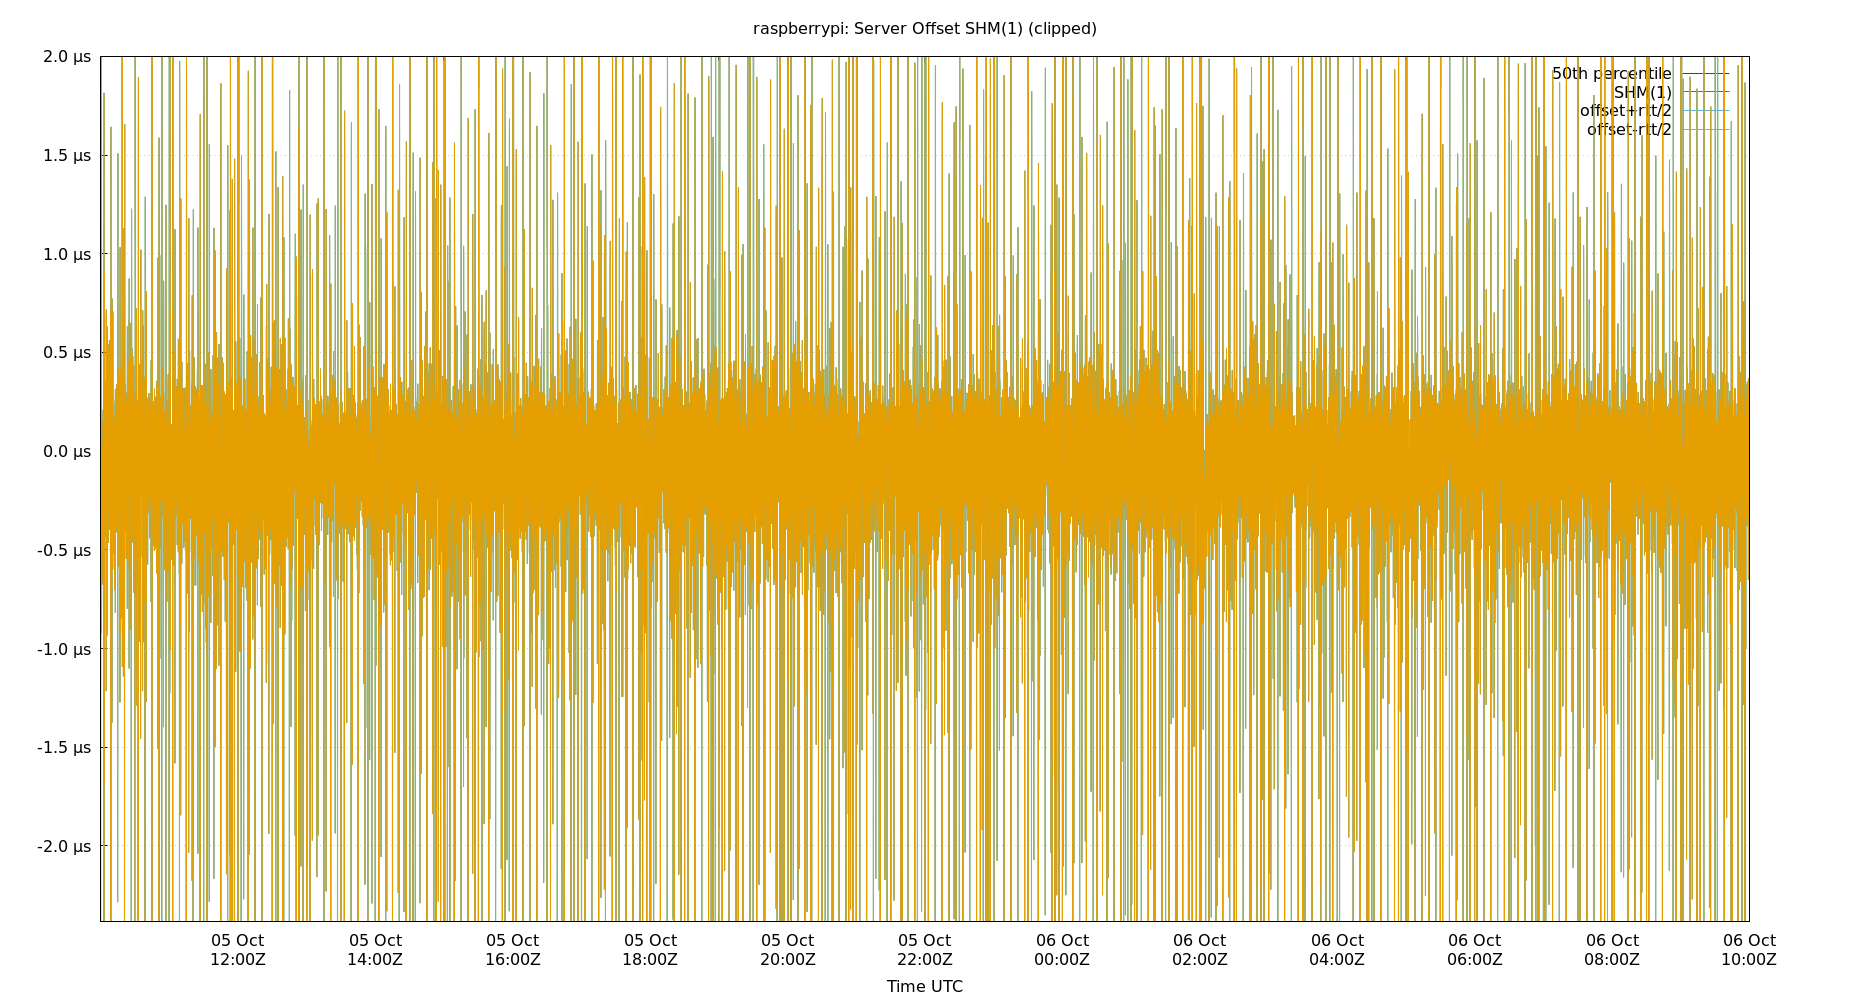 raspberrypi: Server Offset SHM(1) (clipped)
2.0 µs
1.5 µs
1.0 µs
0.5 µs
0.0 µs
-0.5 µs
-1.0 µs
-1.5 µs
-2.0 µs
50th percentile
SHM(1)
offset+rtt/2
offset-rtt/2
05 Oct
12:00Z
05 Oct
14:00Z
05 Oct
16:00Z
05 Oct
18:00Z
05 Oct
20:00Z
05 Oct
22:00Z
06 Oct
00:00Z
06 Oct
02:00Z
06 Oct
04:00Z
06 Oct
06:00Z
06 Oct
08:00Z
06 Oct
10:00Z
Time UTC